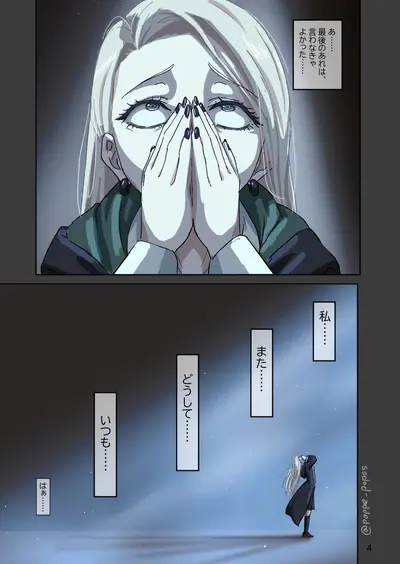 あ……
最後のあれは、
言わなきゃ
よかった……
私……
また……
どうして……
いつも……
はぁ……
@poppo_sodod
4